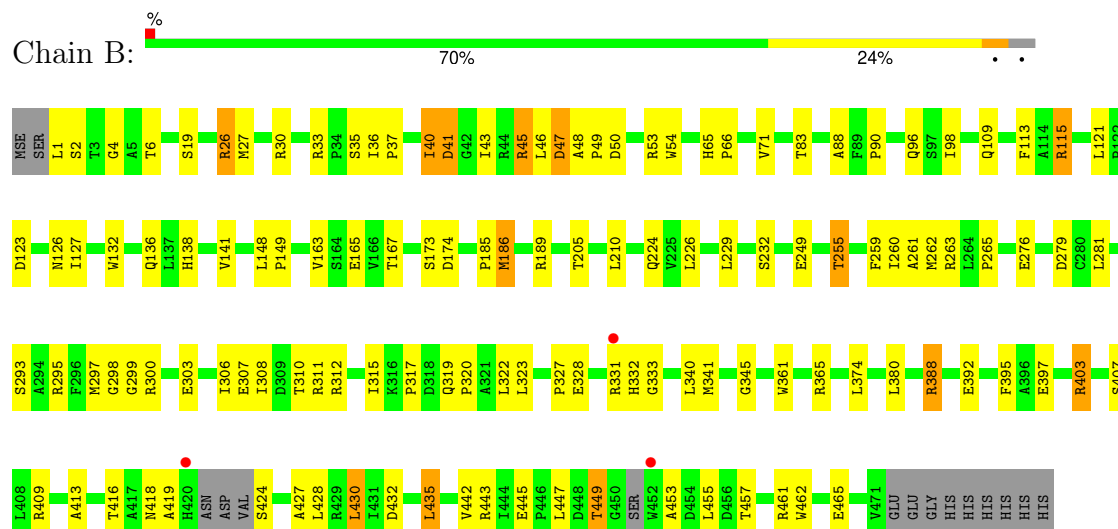 %
Chain B:
70% 24% • •
MSE SER L1 S2 T3 G4 A5 T6 S19 R26 M27 R30 R33 P34 S35 I36 P37 I40 D41 G42 I43 R44 R45 L46 D47 A48 P49 D50 R53 W54 H65 P66 V71 T83 A88 F89 P90 Q96 S97 I98 Q109 F113 A114 R115 L121
D123 N126 I127 W132 Q136 L137 H138 V141 L148 P149 V163 S164 E165 V166 T167 S173 D174 P185 M186 R189 T205 L210 Q224 V225 L226 L229 S232 E249 T255 F259 I260 A261 M262 R263 L264 P265 E276 D279 C280 L281
S293 A294 R295 F296 M297 G298 G299 R300 E303 I306 E307 I308 D309 T310 R311 R312 I315 K316 P317 D318 Q319 P320 A321 L322 L323 P327 E328 R331 H332 G333 L340 M341 G345 W361 R365 L374 L380 R388 E392 F395 A396 E397 R403
L408 R409 A413 T416 A417 N418 A419 H420 ASN ASP VAL S424 A427 L428 R429 L430 I431 D432 L435 V442 R443 I444 E445 P446 L447 D448 T449 G450 SER W452 A453 D454 L455 D456 T457 R461 W462 E465 V471 GLU GLU GLY HIS HIS HIS HIS HIS HIS